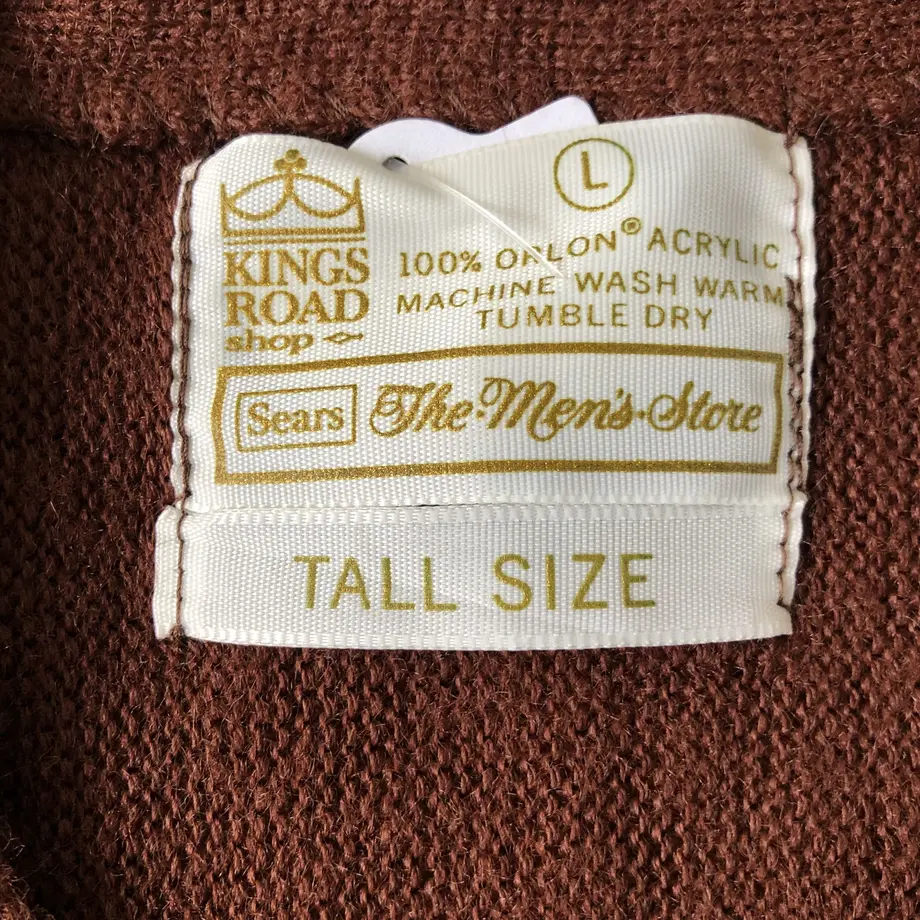 L
KINGS
ROAD
shop
100% ORLON® ACRYLIC
MACHINE WASH WARM
TUMBLE DRY
Sears The Men's Store
TALL SIZE